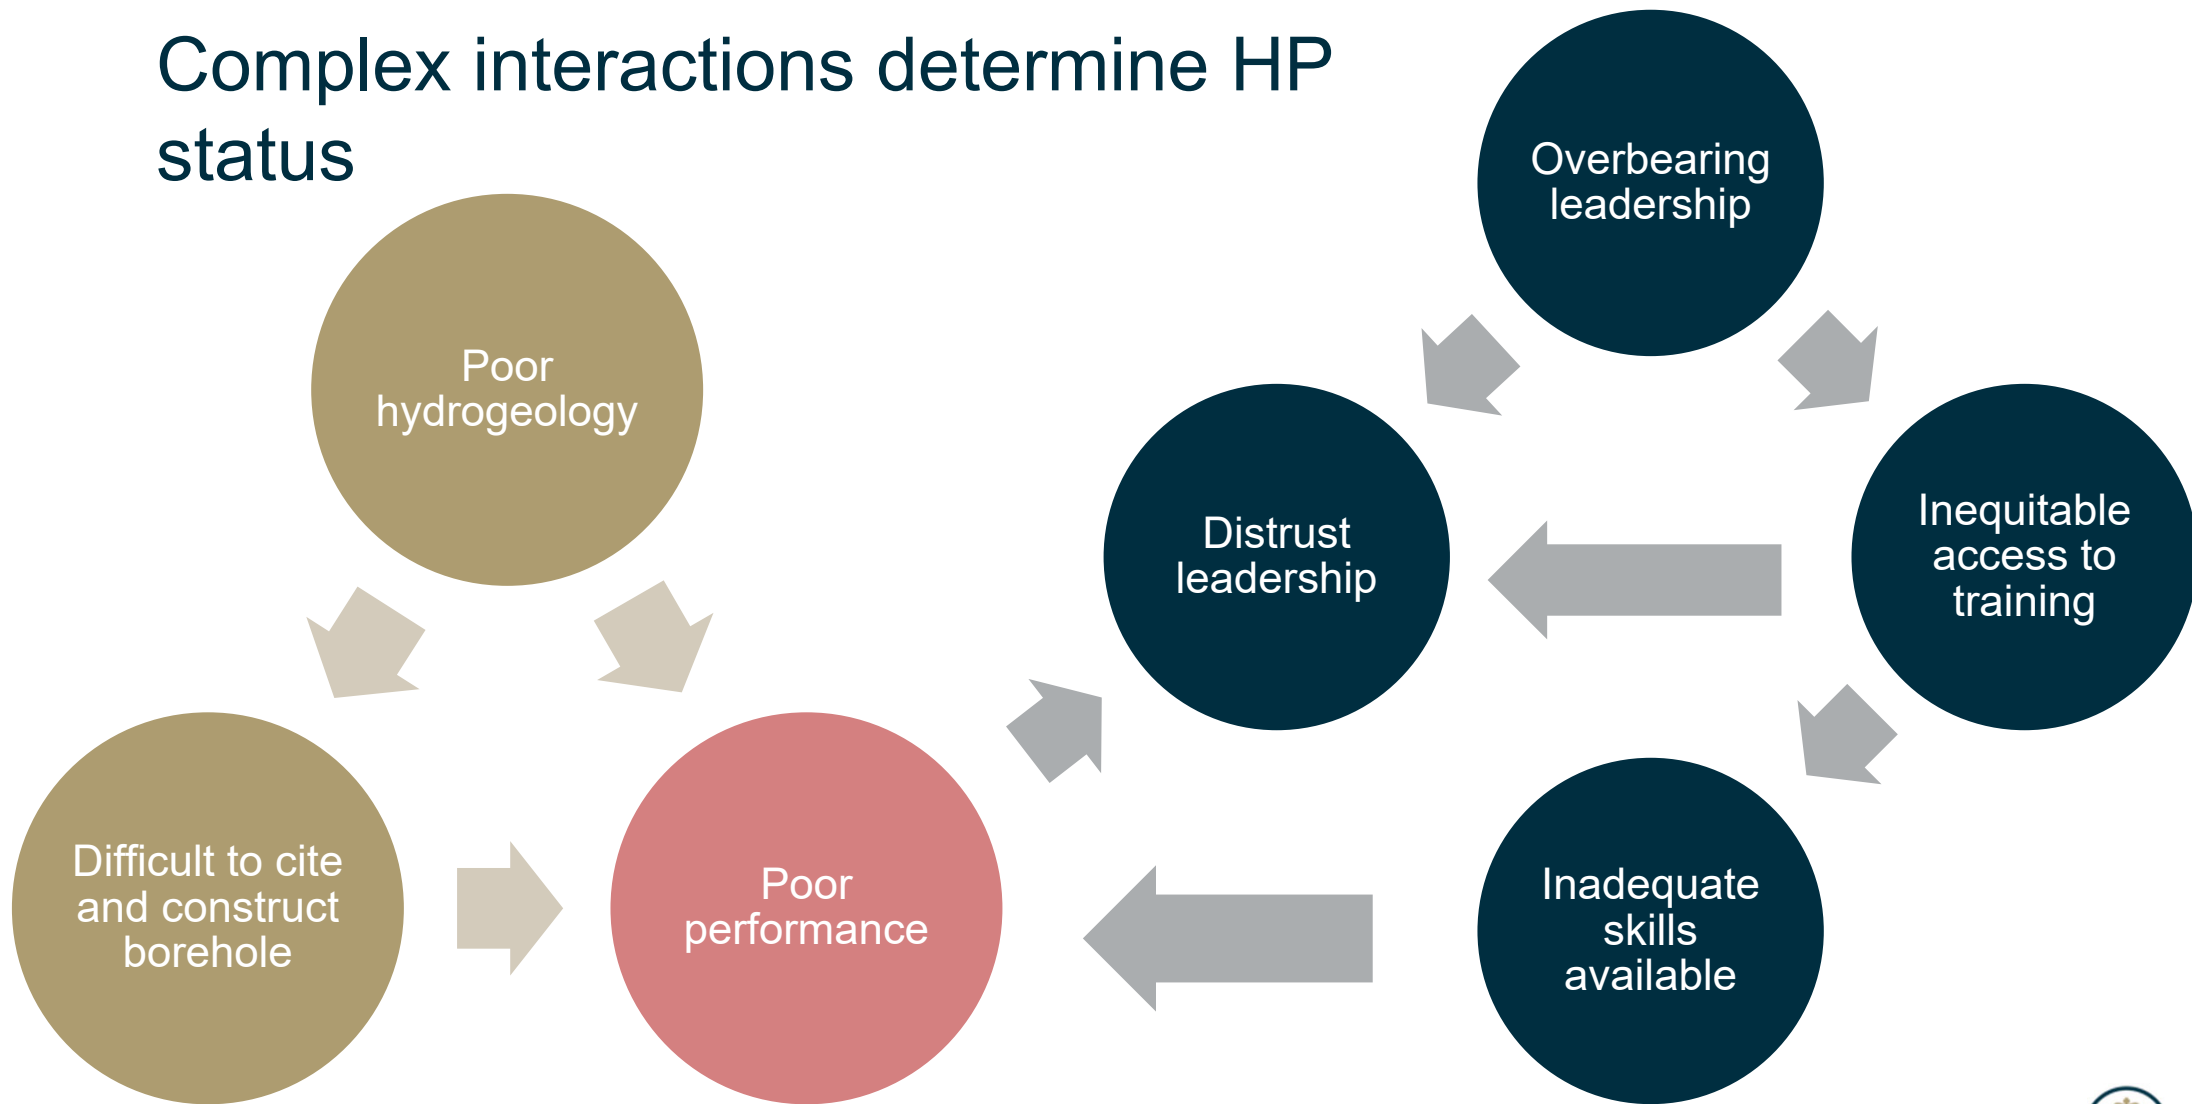 Complex interactions determine HP
status
Overbearing
leadership
Poor
hydrogeology
Distrust
leadership
Inequitable
access to
training
Difficult to cite
and construct
borehole
Poor
performance
Inadequate
skills
available